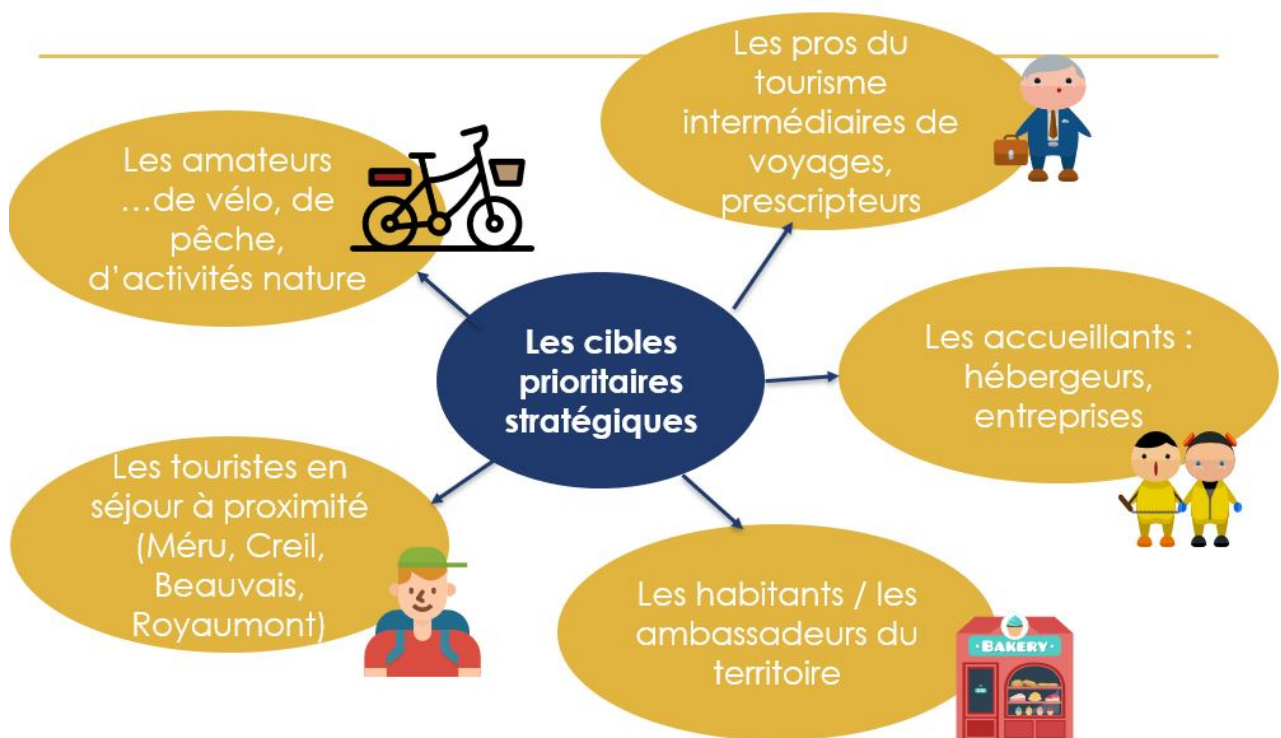 Les pros du
tourisme
intermédiaires de
voyages,
prescripteurs
Les amateurs
…de vélo, de
pêche,
d'activités nature
Les cibles
prioritaires
stratégiques
Les accueillants :
hébergeurs,
entreprises
Les touristes en
séjour à proximité
(Méru, Creil,
Beauvais,
Royaumont)
Les habitants / les
ambassadeurs du
territoire
·BAKERY·